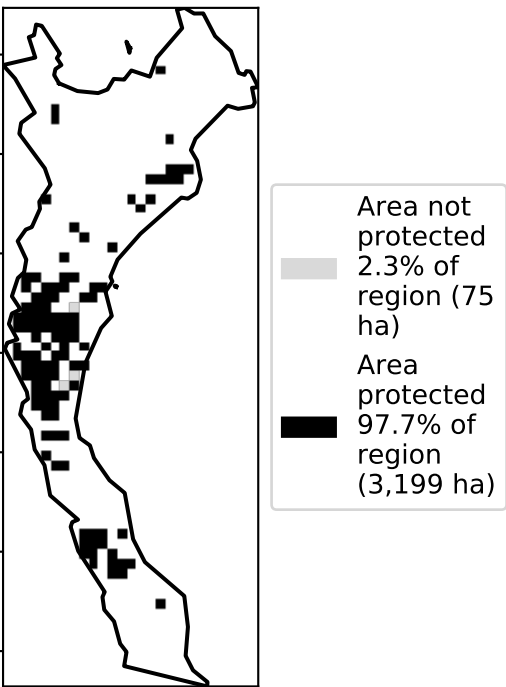 Area not
protected
2.3% of
region (75
ha)
Area
protected
97.7% of
region
(3,199 ha)